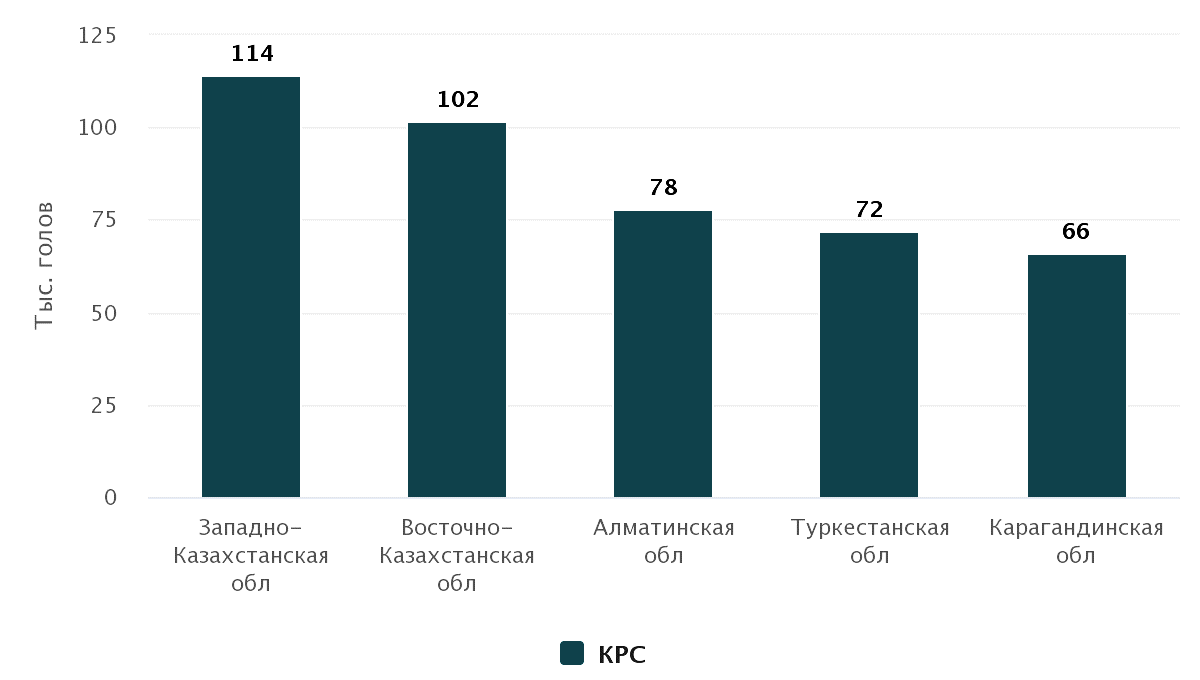 125
100
75
50
25
0
Тыс. голов
114
102
78
72
66
Западно-
Казахстанская
обл
Восточно-
Казахстанская
обл
Алматинская
обл
Туркестанская
обл
Карагандинская
обл
КРС